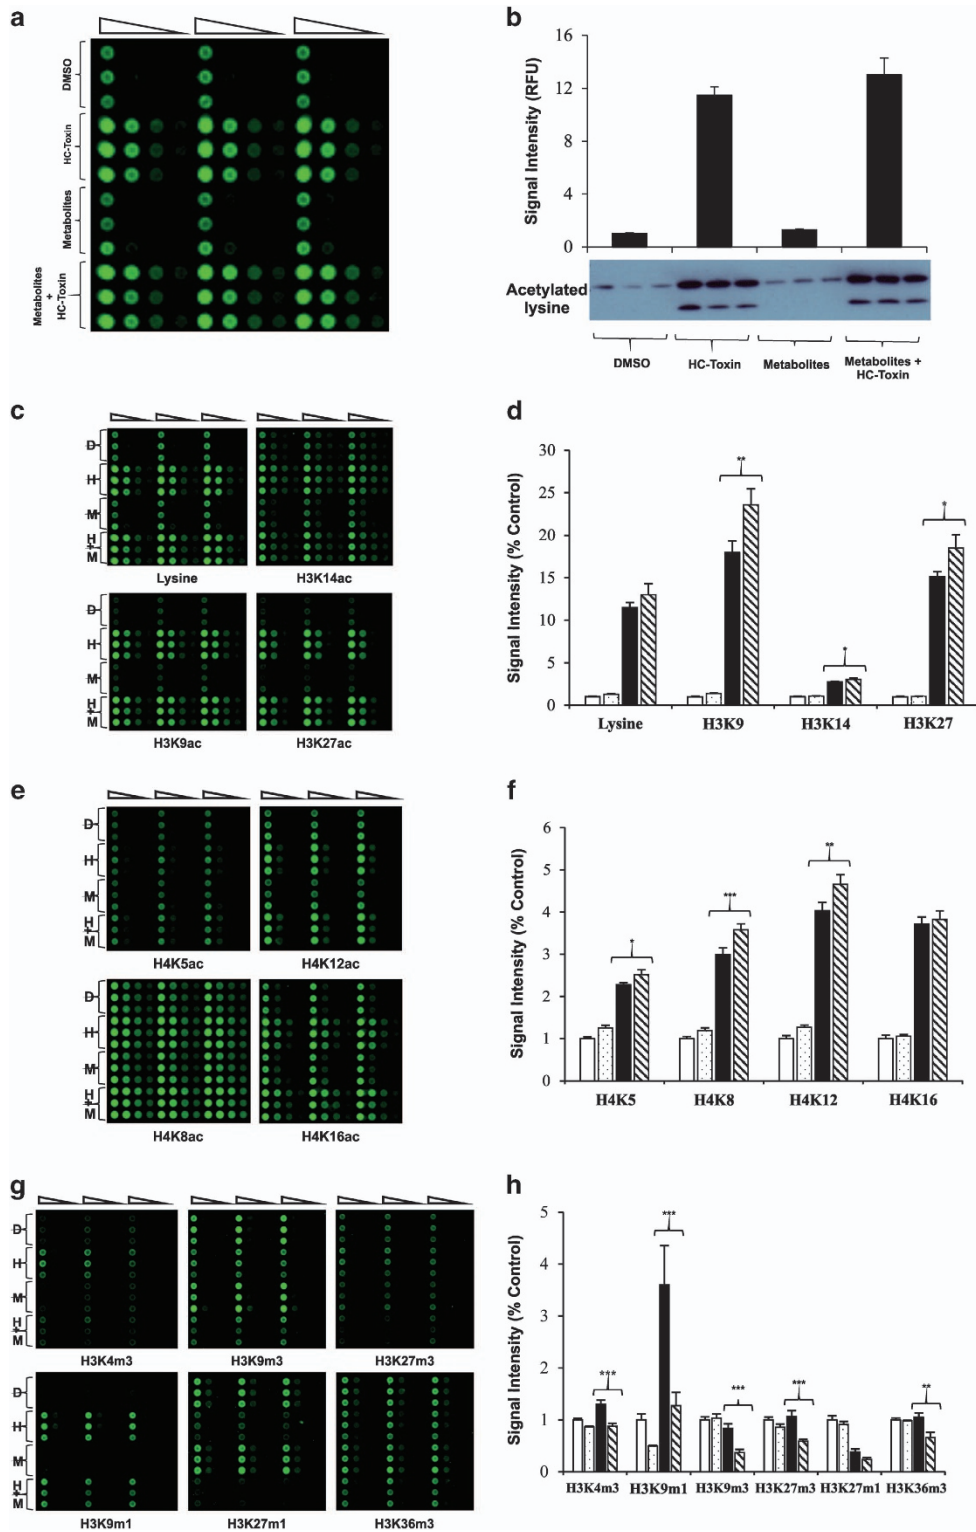 a
DMSO
HC-Toxin
Metabolites
Metabolites
+
HC-Toxin
b
Signal Intensity (RFU)
16
12
8
4
0
Acetylated
lysine
DMSO
HC-Toxin
Metabolites
Metabolites +
HC-Toxin
c
D
H
M
H
+
M
Lysine
H3K14ac
D
H
M
H
+
M
H3K9ac
H3K27ac
d
Signal Intensity (% Control)
30
25
20
15
10
5
0
**
*
*
Lysine
H3K9
H3K14
H3K27
e
D
H
M
H
+
M
H4K5ac
H4K12ac
D
H
M
H
+
M
H4K8ac
H4K16ac
f
Signal Intensity (% Control)
6
5
4
3
2
1
0
*
***
**
H4K5
H4K8
H4K12
H4K16
g
D
H
M
H
+
M
H3K4m3
H3K9m3
H3K27m3
D
H
M
H
+
M
H3K9m1
H3K27m1
H3K36m3
h
Signal Intensity (% Control)
5
4
3
2
1
0
***
***
***
***
**
H3K4m3
H3K9m1
H3K9m3
H3K27m3
H3K27m1
H3K36m3